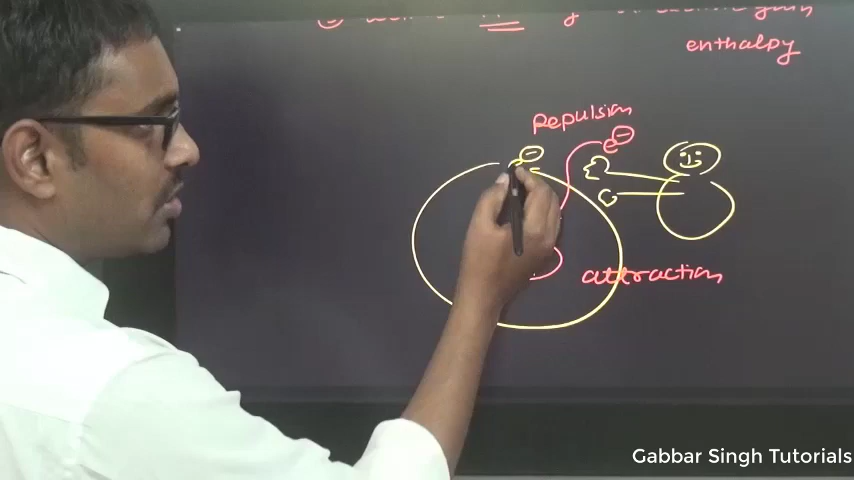 enthalpy
Repulsion
e⊖
attraction
Gabbar Singh Tutorials